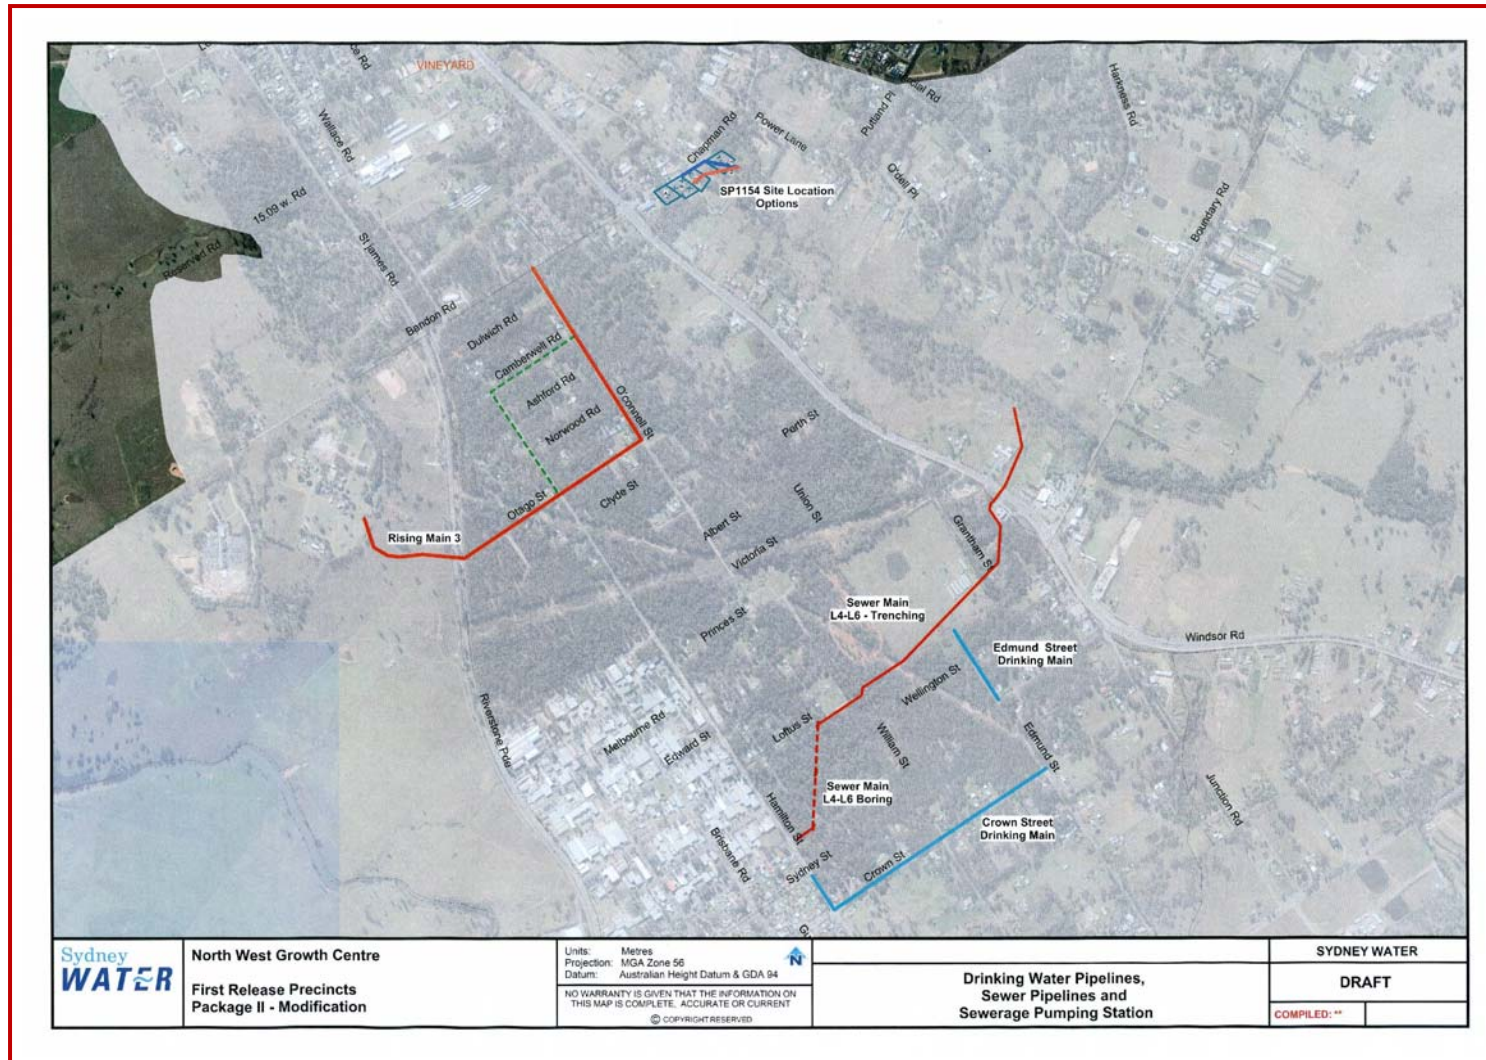 VINEYARD
Wallace Rd
Chapman Rd
Power Lane
Putland Pl
Harkness Rd
O'dell Pl
SP1154 Site Location
Options
Boundary Rd
15.09 w. Rd
Reserved Rd
St james Rd
Bandon Rd
Dulwich Rd
Camberwell Rd
Ashford Rd
Norwood Rd
O'connell St
Perth St
Otago St
Clyde St
Union St
Albert St
Victoria St
Grantham St
Rising Main 3
Sewer Main
L4-L6 - Trenching
Princes St
Windsor Rd
Edmund Street
Drinking Main
Wellington St
Riverstone Pde
Melbourne Rd
Edward St
Loftus St
William St
Edmund St
Junction Rd
Sewer Main
L4-L6 Boring
Hamilton St
Crown Street
Drinking Main
Brisbane Rd
Sydney St
Crown St
Sydney
WATER
North West Growth Centre
First Release Precincts
Package II - Modification
Units: Metres
Projection: MGA Zone 56
Datum: Australian Height Datum & GDA 94
N
NO WARRANTY IS GIVEN THAT THE INFORMATION ON
THIS MAP IS COMPLETE, ACCURATE OR CURRENT
© COPYRIGHT RESERVED
Drinking Water Pipelines,
Sewer Pipelines and
Sewerage Pumping Station
SYDNEY WATER
DRAFT
COMPILED: **